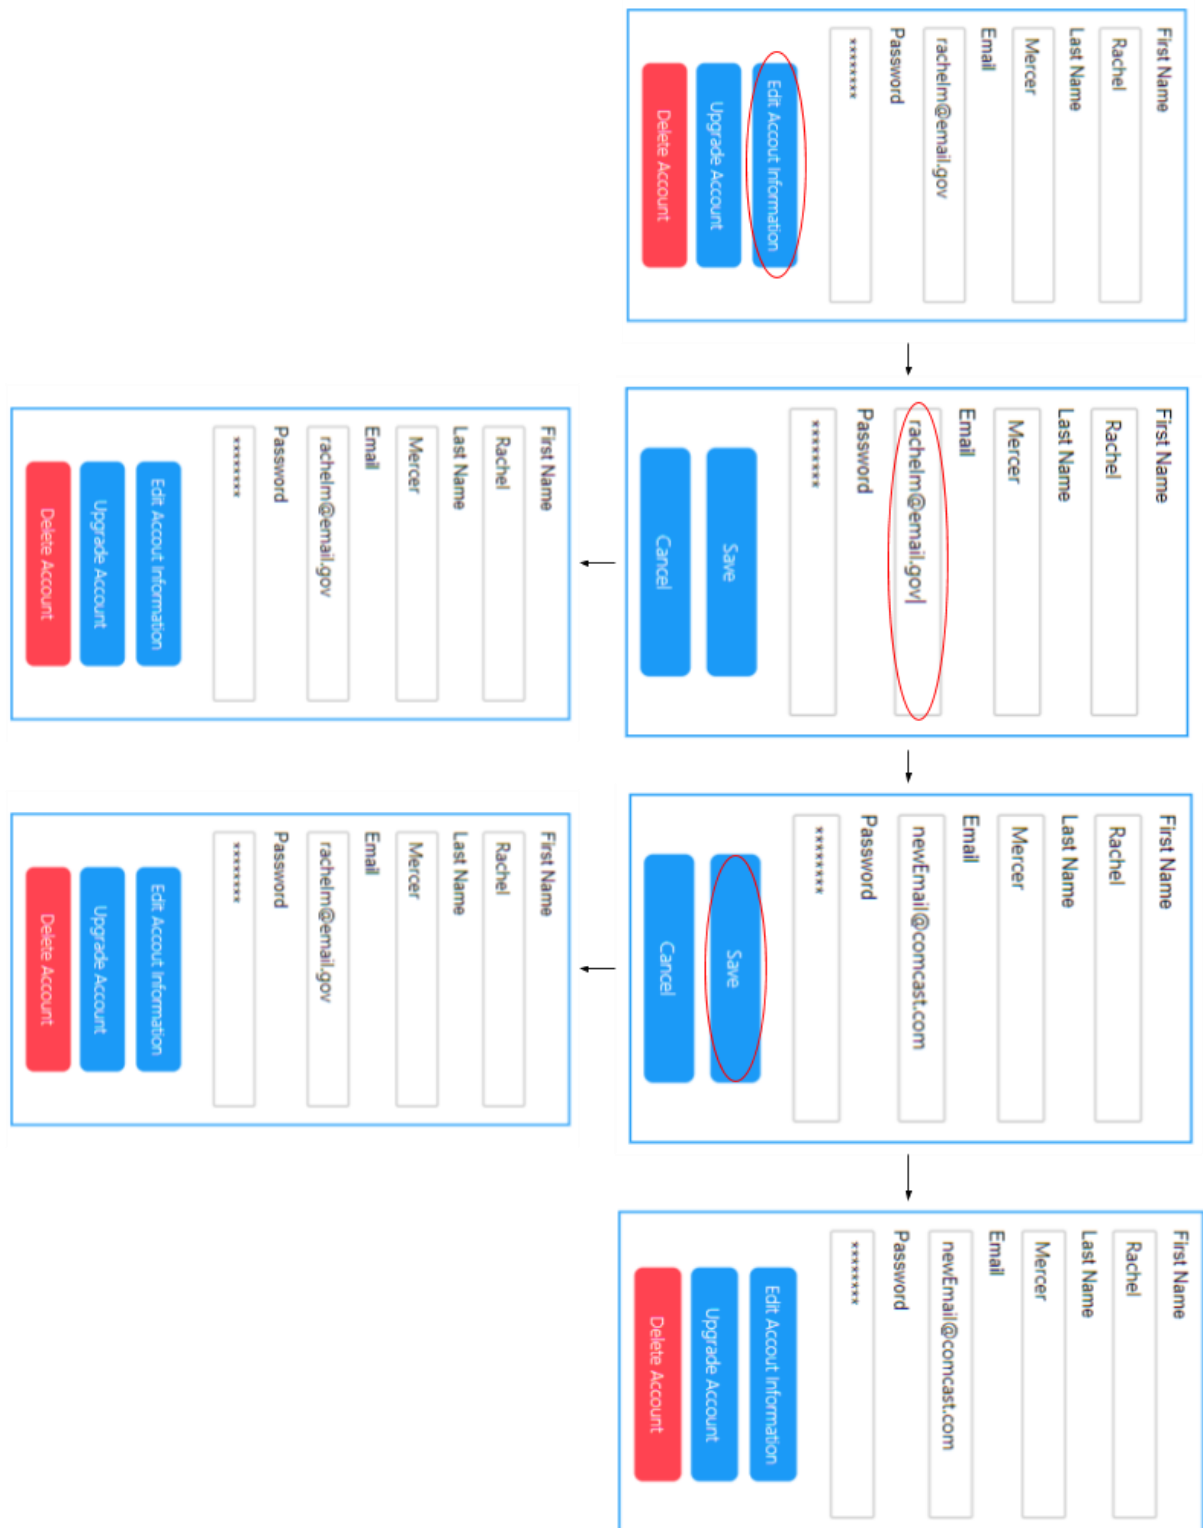 First Name
Rachel
Last Name
Mercer
Email
rachelm@email.gov
Password
********
Edit Accout Information
Upgrade Account
Delete Account
First Name
Rachel
Last Name
Mercer
Email
rachelm@email.gov
Password
********
Save
Cancel
First Name
Rachel
Last Name
Mercer
Email
newEmail@comcast.com
Password
*********
Save
Cancel
First Name
Rachel
Last Name
Mercer
Email
newEmail@comcast.com
Password
********
Edit Accout Information
Upgrade Account
Delete Account
First Name
Rachel
Last Name
Mercer
Email
rachelm@email.gov
Password
********
Edit Accout Information
Upgrade Account
Delete Account
First Name
Rachel
Last Name
Mercer
Email
rachelm@email.gov
Password
********
Edit Accout Information
Upgrade Account
Delete Account